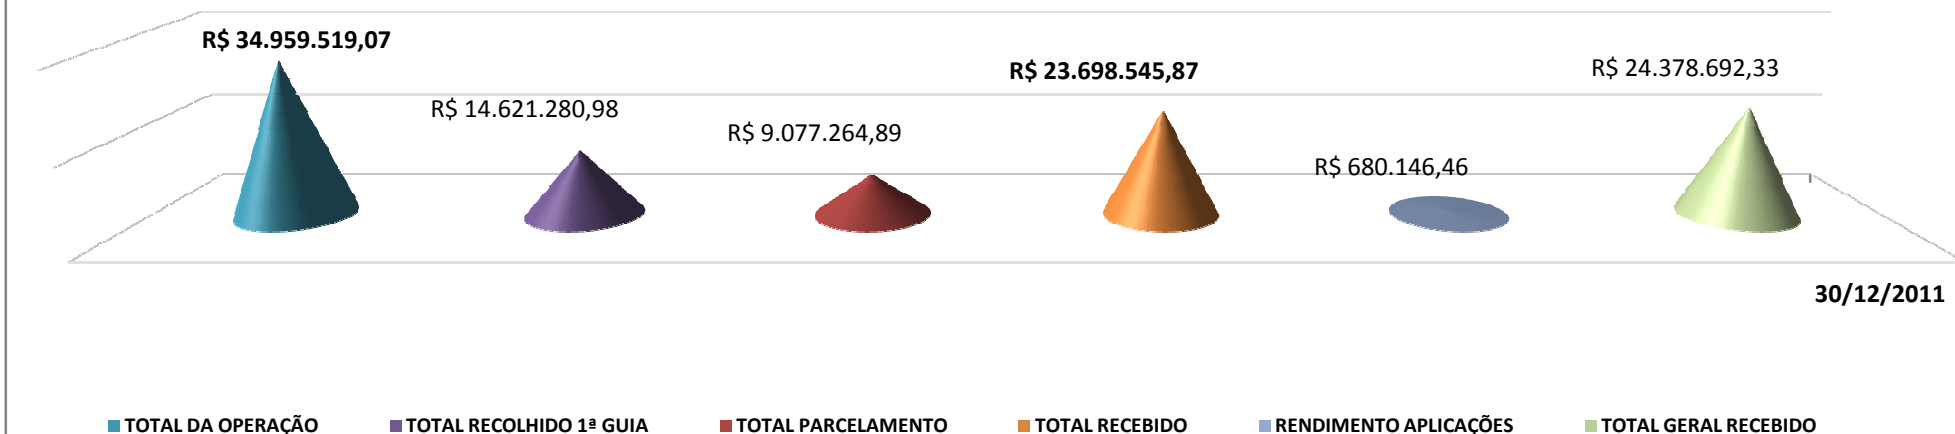 R$ 34.959.519,07
R$ 14.621.280,98
R$ 9.077.264,89
R$ 23.698.545,87
R$ 680.146,46
R$ 24.378.692,33
30/12/2011
TOTAL DA OPERAÇÃO
TOTAL RECOLHIDO 1ª GUIA
TOTAL PARCELAMENTO
TOTAL RECEBIDO
RENDIMENTO APLICAÇÕES
TOTAL GERAL RECEBIDO